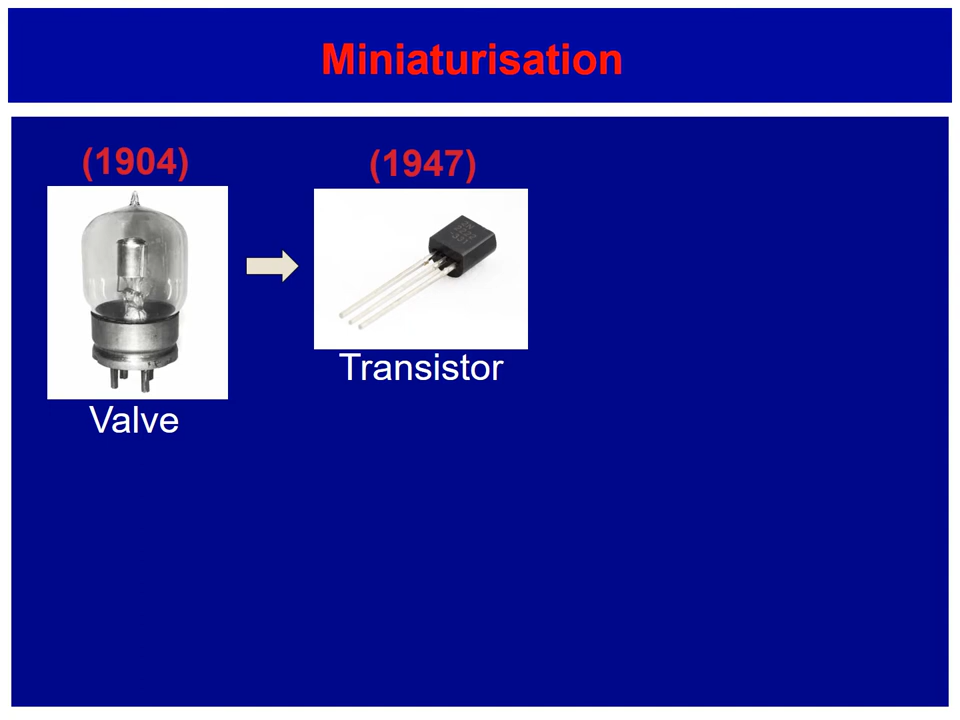 Miniaturisation
(1904)
(1947)
Transistor
Valve